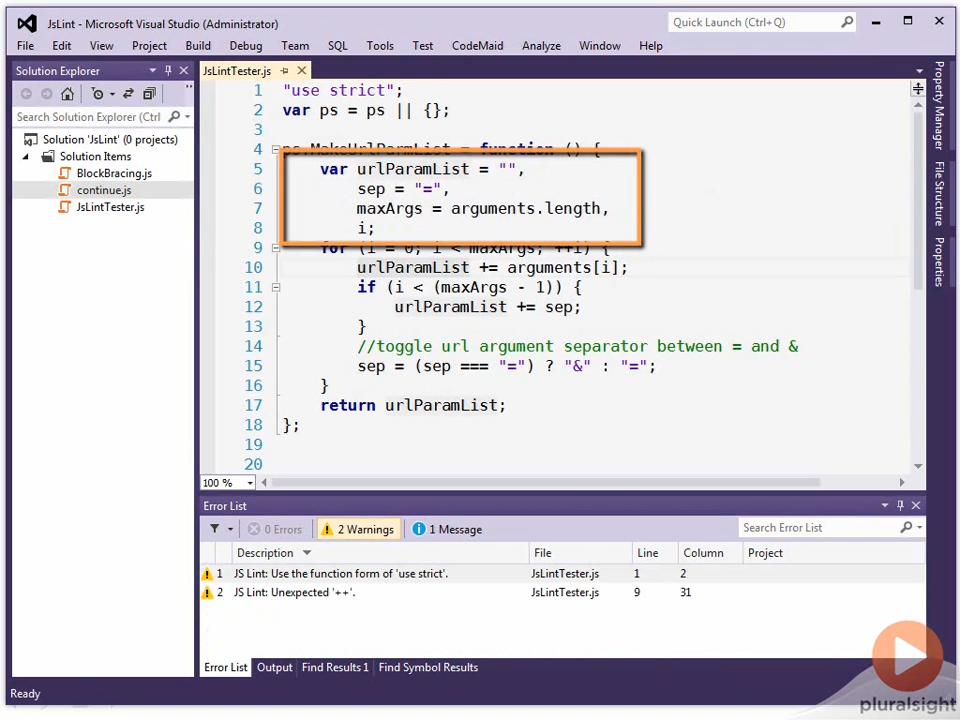 JsLint - Microsoft Visual Studio (Administrator)
Quick Launch (Ctrl+Q)
File Edit View Project Build Debug Team SQL Tools Test CodeMaid Analyze Window Help
Solution Explorer
Search Solution Explorer (Ctrl
Solution 'JsLint' (0 projects)
Solution Items
BlockBracing.js
continue.js
JsLintTester.js
JsLintTester.js
1 "use strict";
2 var ps = ps || {};
3
4 ps.MakeUrlParmList = function () {
5 var urlParamList = "",
6 sep = "=",
7 maxArgs = arguments.length,
8 i;
9 for (i = 0; i < maxArgs; ++i) {
10 urlParamList += arguments[i];
11 if (i < (maxArgs - 1)) {
12 urlParamList += sep;
13 }
14 //toggle url argument separator between = and &
15 sep = (sep === "=") ? "&" : "=";
16 }
17 return urlParamList;
18 };
19
20
100 %
Property Manager
File Structure
Properties
Error List
0 Errors 2 Warnings 1 Message Search Error List
Description File Line Column Project
1 JS Lint: Use the function form of 'use strict'. JsLintTester.js 1 2
2 JS Lint: Unexpected '++'. JsLintTester.js 9 31
Error List Output Find Results 1 Find Symbol Results
Ready
pluralsight